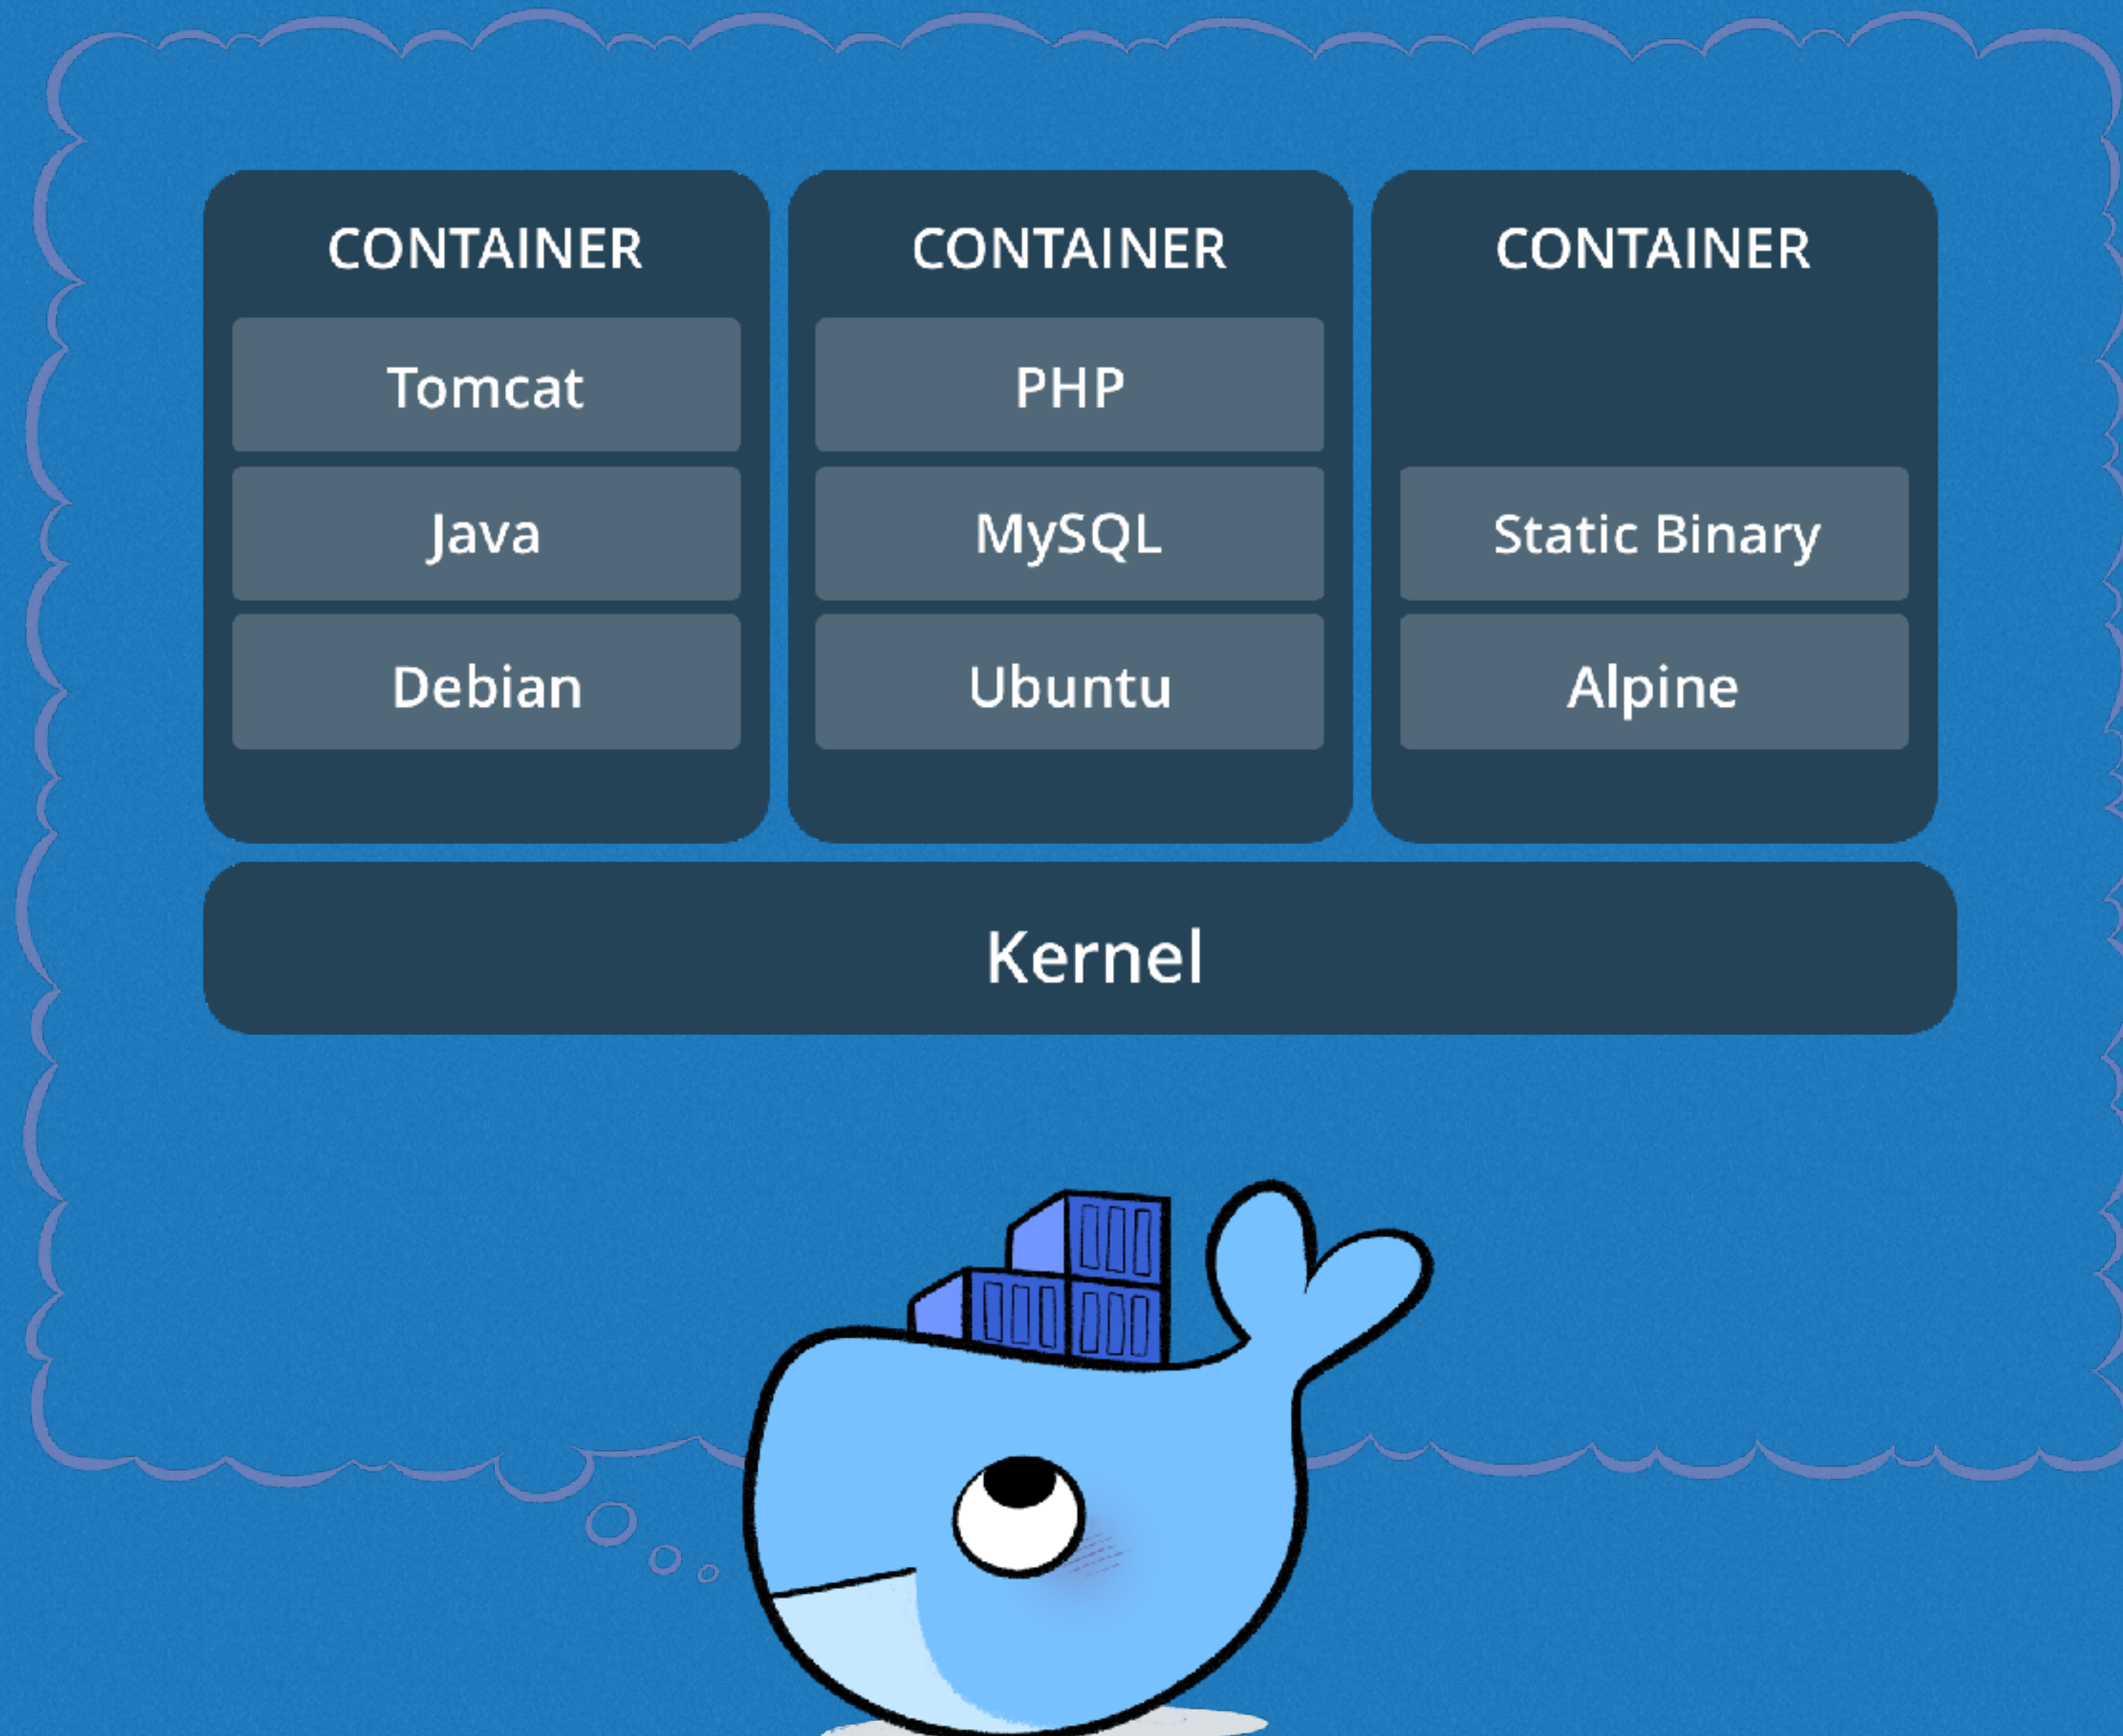 CONTAINER
Tomcat
Java
Debian
CONTAINER
PHP
MySQL
Ubuntu
CONTAINER
Static Binary
Alpine
Kernel